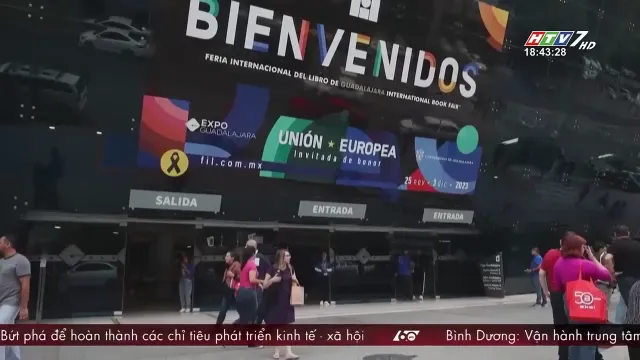 HTV7 HD
18:43:28
BIENVENIDOS
FERIA INTERNACIONAL DEL LIBRO DE GUADALAJARA INTERNATIONAL BOOK FAIR
EXPO
GUADALAJARA
UNIÓN EUROPEA
Invitada de honor
fil.com.mx
25 nov - 3 dic - 2023
SALIDA
ENTRADA
ENTRADA
Bứt phá để hoàn thành các chỉ tiêu phát triển kinh tế - xã hội
60
Bình Dương: Vận hành trung tâm